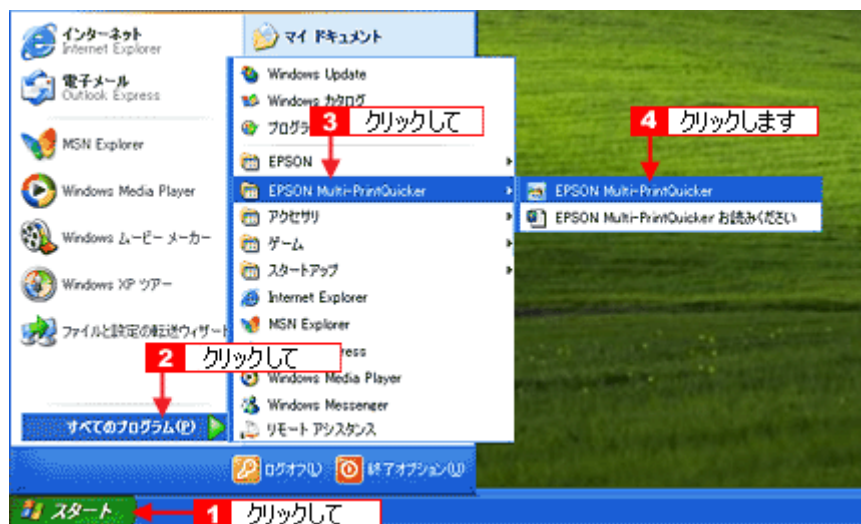 インターネット
Internet Explorer
電子メール
Outlook Express
MSN Explorer
Windows Media Player
Windows ムービー メーカー
Windows XP ツアー
ファイルと設定の転送ウィザード
2 クリックして
すべてのプログラム(P)
マイ ドキュメント
Windows Update
Windows カタログ
3 クリックして
EPSON
EPSON Multi-PrintQuicker
アクセサリ
ゲーム
スタートアップ
Internet Explorer
MSN Explorer
Windows Media Player
Windows Messenger
リモート アシスタンス
4 クリックします
EPSON Multi-PrintQuicker
EPSON Multi-PrintQuicker お読みください
ログオフ(L)
終了オプション(U)
スタート
1 クリックして